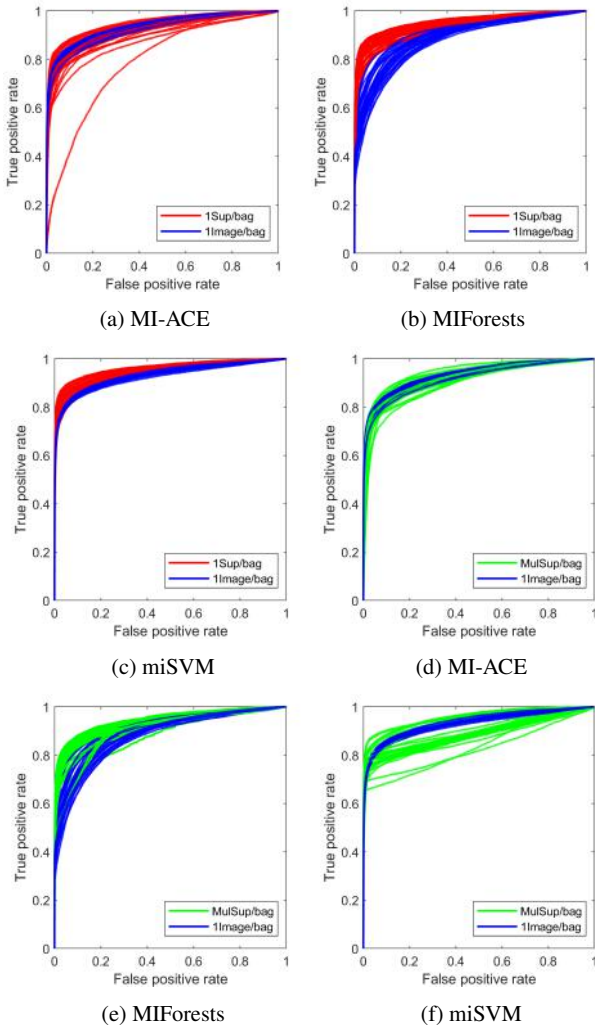 1
0.8
0.6
0.4
0.2
0
True positive rate
1Sup/bag
1Image/bag
0 0.2 0.4 0.6 0.8 1
False positive rate
(a) MI-ACE
1
0.8
0.6
0.4
0.2
0
True positive rate
1Sup/bag
1Image/bag
0 0.2 0.4 0.6 0.8 1
False positive rate
(b) MIForests
1
0.8
0.6
0.4
0.2
0
True positive rate
1Sup/bag
1Image/bag
0 0.2 0.4 0.6 0.8 1
False positive rate
(c) miSVM
1
0.8
0.6
0.4
0.2
0
True positive rate
MulSup/bag
1Image/bag
0 0.2 0.4 0.6 0.8 1
False positive rate
(d) MI-ACE
1
0.8
0.6
0.4
0.2
0
True positive rate
MulSup/bag
1Image/bag
0 0.2 0.4 0.6 0.8 1
False positive rate
(e) MIForests
1
0.8
0.6
0.4
0.2
0
True positive rate
MulSup/bag
1Image/bag
0 0.2 0.4 0.6 0.8 1
False positive rate
(f) miSVM